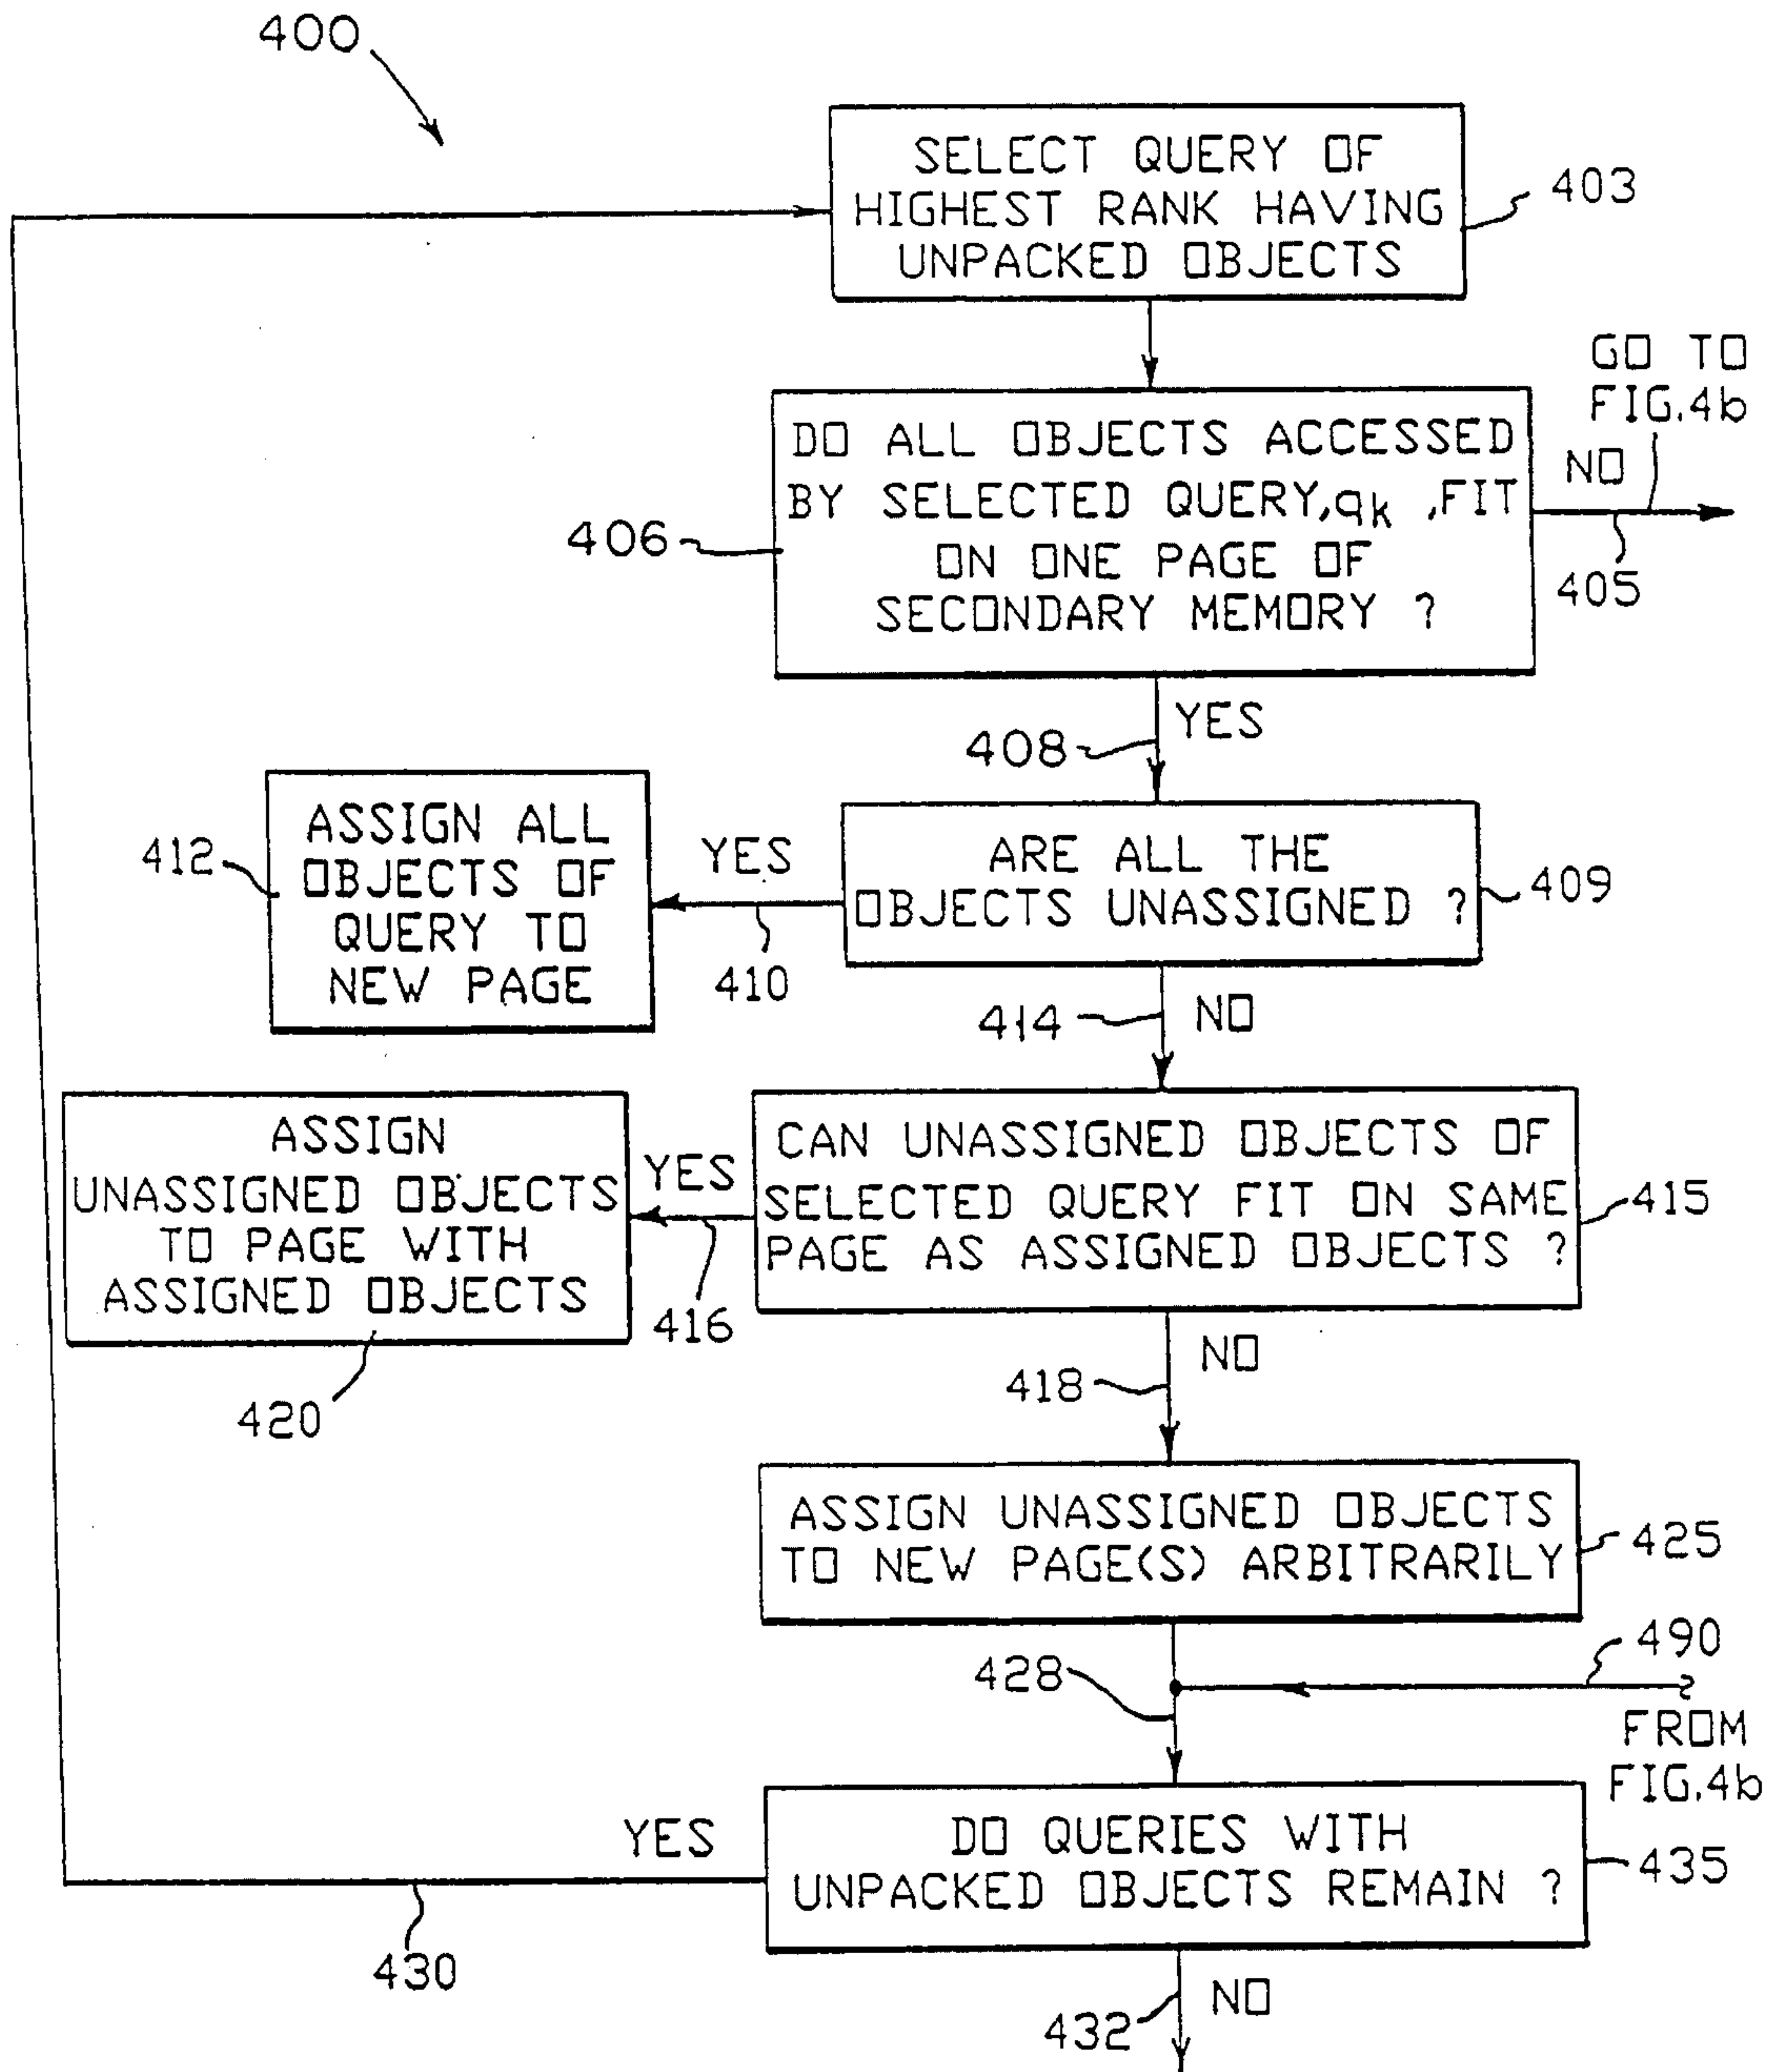 400
SELECT QUERY OF
HIGHEST RANK HAVING
UNPACKED OBJECTS
403
GO TO
FIG.4b
DO ALL OBJECTS ACCESSED
BY SELECTED QUERY,qk ,FIT
ON ONE PAGE OF
SECONDARY MEMORY ?
406
NO
405
YES
408
ASSIGN ALL
OBJECTS OF
QUERY TO
NEW PAGE
412
YES
410
ARE ALL THE
OBJECTS UNASSIGNED ?
409
414
NO
ASSIGN
UNASSIGNED OBJECTS
TO PAGE WITH
ASSIGNED OBJECTS
420
YES
416
CAN UNASSIGNED OBJECTS OF
SELECTED QUERY FIT ON SAME
PAGE AS ASSIGNED OBJECTS ?
415
NO
418
ASSIGN UNASSIGNED OBJECTS
TO NEW PAGE(S) ARBITRARILY
425
490
428
FROM
FIG.4b
YES
430
DO QUERIES WITH
UNPACKED OBJECTS REMAIN ?
435
NO
432